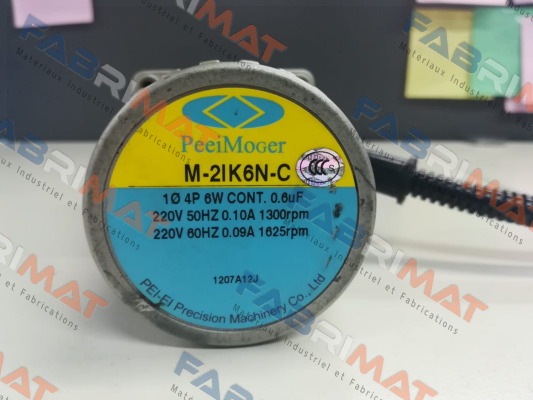 PeeiMoger
M-2IK6N-C
CCC
1Ø 4P 6W CONT. 0.6uF
220V 50HZ 0.10A 1300rpm
220V 60HZ 0.09A 1625rpm
1207A12J
PEI-EI Precision Machinery Co., Ltd
FABRIMAT
Materiaux Industriel et Fabrications